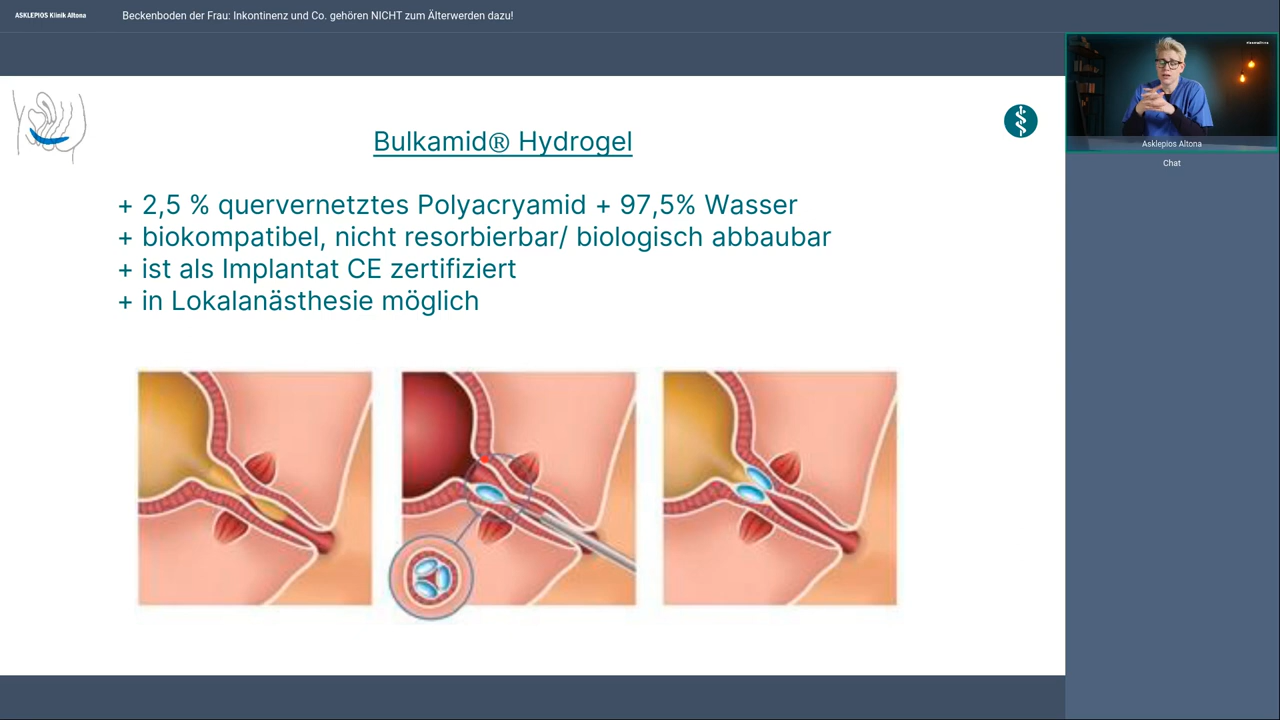 ASKLEPIOS Klinik Altona
Beckenboden der Frau: Inkontinenz und Co. gehören NICHT zum Älterwerden dazu!
Bulkamid® Hydrogel
+ 2,5 % quervernetztes Polyacryamid + 97,5% Wasser
+ biokompatibel, nicht resorbierbar/ biologisch abbaubar
+ ist als Implantat CE zertifiziert
+ in Lokalanästhesie möglich
Asklepios Altona
Chat